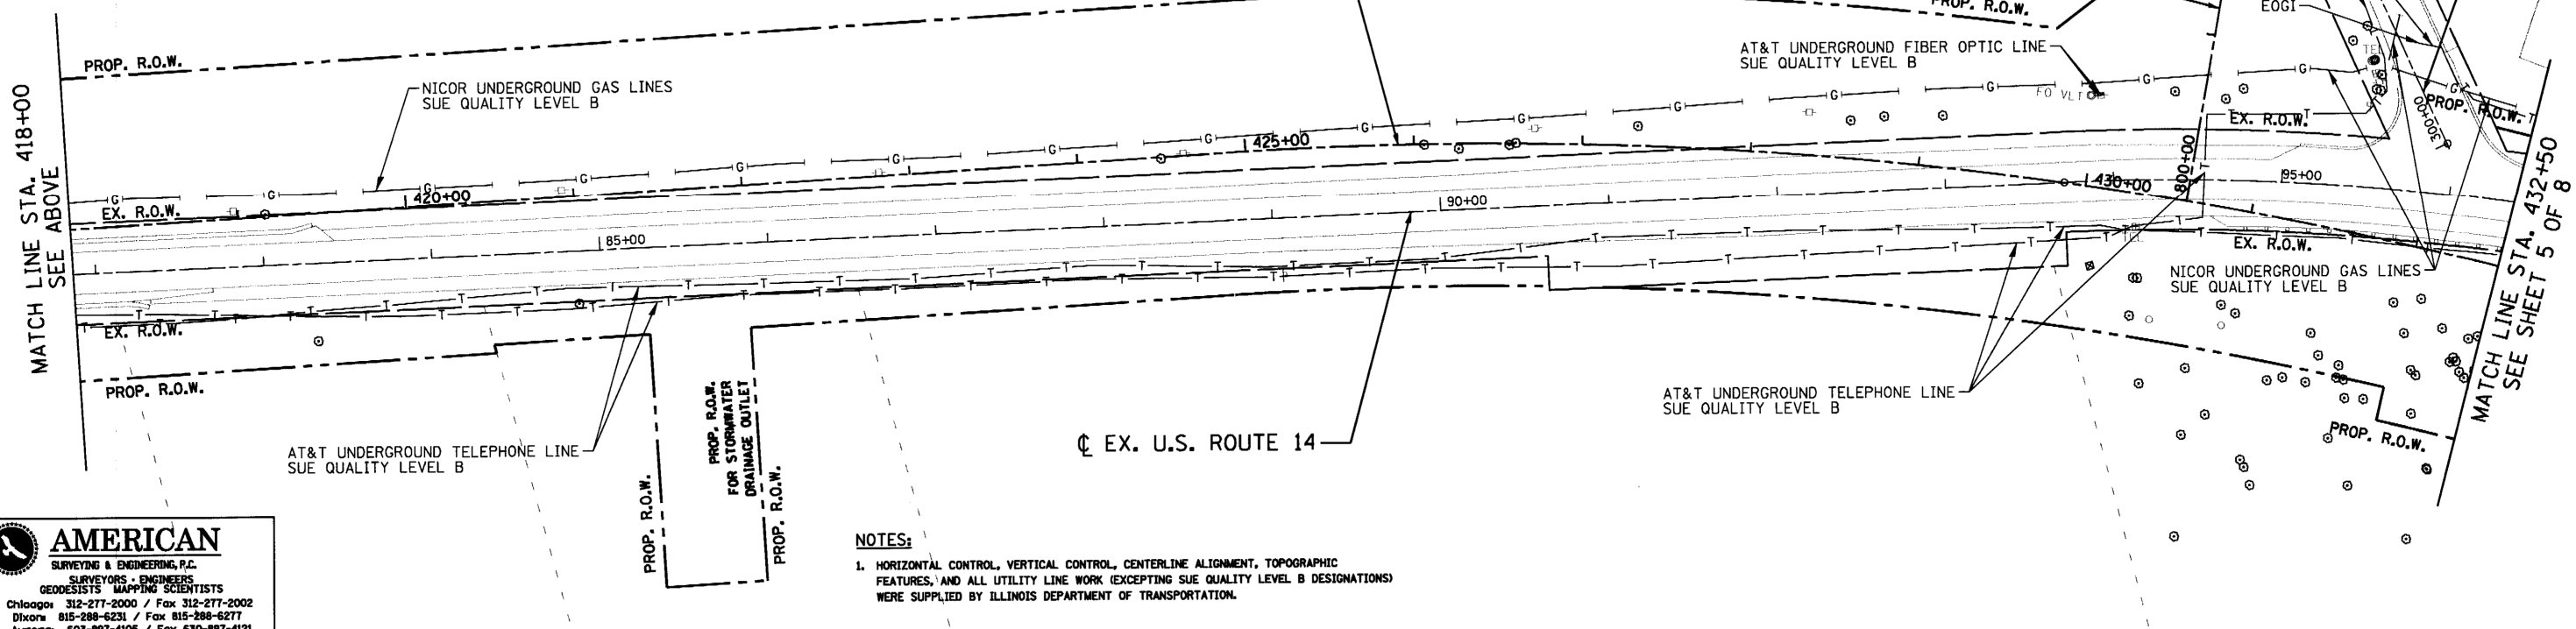 PROP. R.O.W.
EOGI
PROP. R.O.W.
AT&T UNDERGROUND FIBER OPTIC LINE
SUE QUALITY LEVEL B
TEL
NICOR UNDERGROUND GAS LINES
SUE QUALITY LEVEL B
MATCH LINE STA. 418+00
SEE ABOVE
G G G G G G G G G G G G G G G G
FO VLT
PROP. R.O.W.
300+00
EX. R.O.W.
425+00
800+00
430+00
95+00
EX. R.O.W.
420+00
90+00
85+00
EX. R.O.W.
NICOR UNDERGROUND GAS LINES
SUE QUALITY LEVEL B
MATCH LINE STA. 432+50
SEE SHEET 5 OF 8
EX. R.O.W.
PROP. R.O.W.
AT&T UNDERGROUND TELEPHONE LINE
SUE QUALITY LEVEL B
PROP. R.O.W.
FOR STORMWATER
DRAINAGE OUTLET
PROP. R.O.W.
PROP. R.O.W.
℄ EX. U.S. ROUTE 14
AT&T UNDERGROUND TELEPHONE LINE
SUE QUALITY LEVEL B
PROP. R.O.W.
AMERICAN
SURVEYING & ENGINEERING, P.C.
SURVEYORS · ENGINEERS
GEODESISTS MAPPING SCIENTISTS
Chicago: 312-277-2000 / Fax 312-277-2002
Dixon: 815-288-6231 / Fax 815-288-6277
NOTES:
1. HORIZONTAL CONTROL, VERTICAL CONTROL, CENTERLINE ALIGNMENT, TOPOGRAPHIC
FEATURES, AND ALL UTILITY LINE WORK (EXCEPTING SUE QUALITY LEVEL B DESIGNATIONS)
WERE SUPPLIED BY ILLINOIS DEPARTMENT OF TRANSPORTATION.